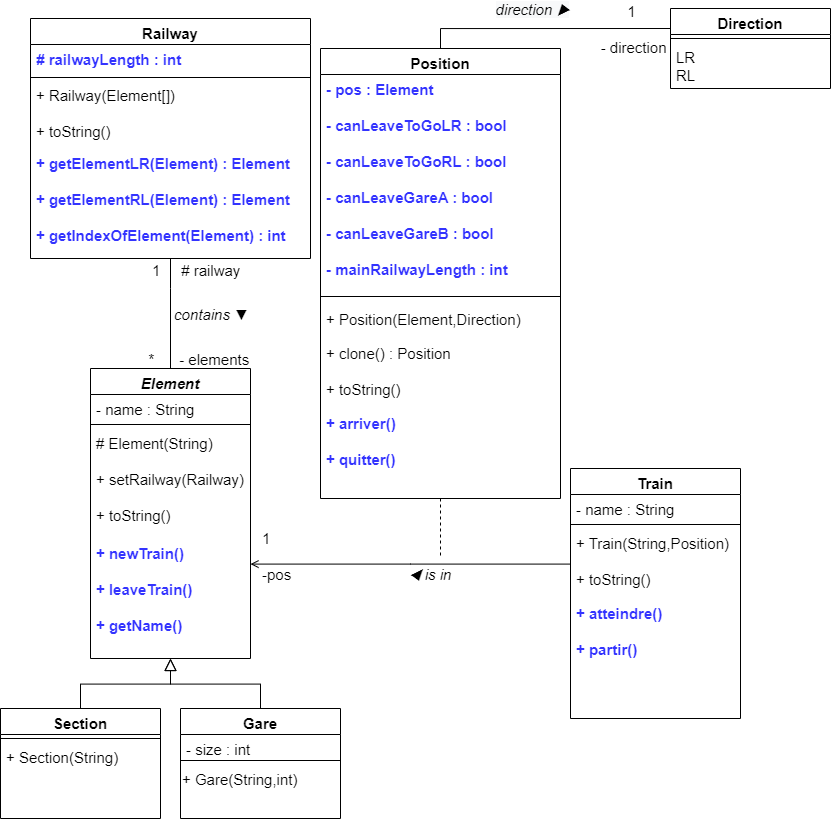 direction ▶
1
- direction
Direction
LR
RL
Railway
# railwayLength : int
+ Railway(Element[])
+ toString()
+ getElementLR(Element) : Element
+ getElementRL(Element) : Element
+ getIndexOfElement(Element) : int
1
# railway
contains ▼
*
- elements
Position
- pos : Element
- canLeaveToGoLR : bool
- canLeaveToGoRL : bool
- canLeaveGareA : bool
- canLeaveGareB : bool
- mainRailwayLength : int
+ Position(Element,Direction)
+ clone() : Position
+ toString()
+ arriver()
+ quitter()
Element
- name : String
# Element(String)
+ setRailway(Railway)
+ toString()
+ newTrain()
+ leaveTrain()
+ getName()
1
-pos
◀ is in
Train
- name : String
+ Train(String,Position)
+ toString()
+ atteindre()
+ partir()
Section
+ Section(String)
Gare
- size : int
+ Gare(String,int)